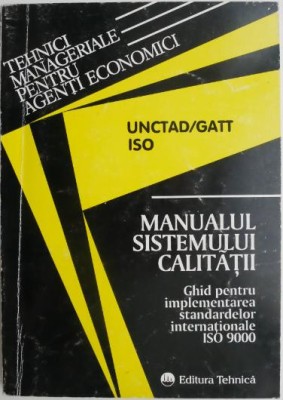 TEHNICI
MANAGERIALE
PENTRU
AGENȚI ECONOMICI
UNCTAD/GATT
ISO
MANUALUL
SISTEMULUI
CALITĂȚII
Ghid pentru
implementarea
standardelor
internaționale
ISO 9000
Editura Tehnică